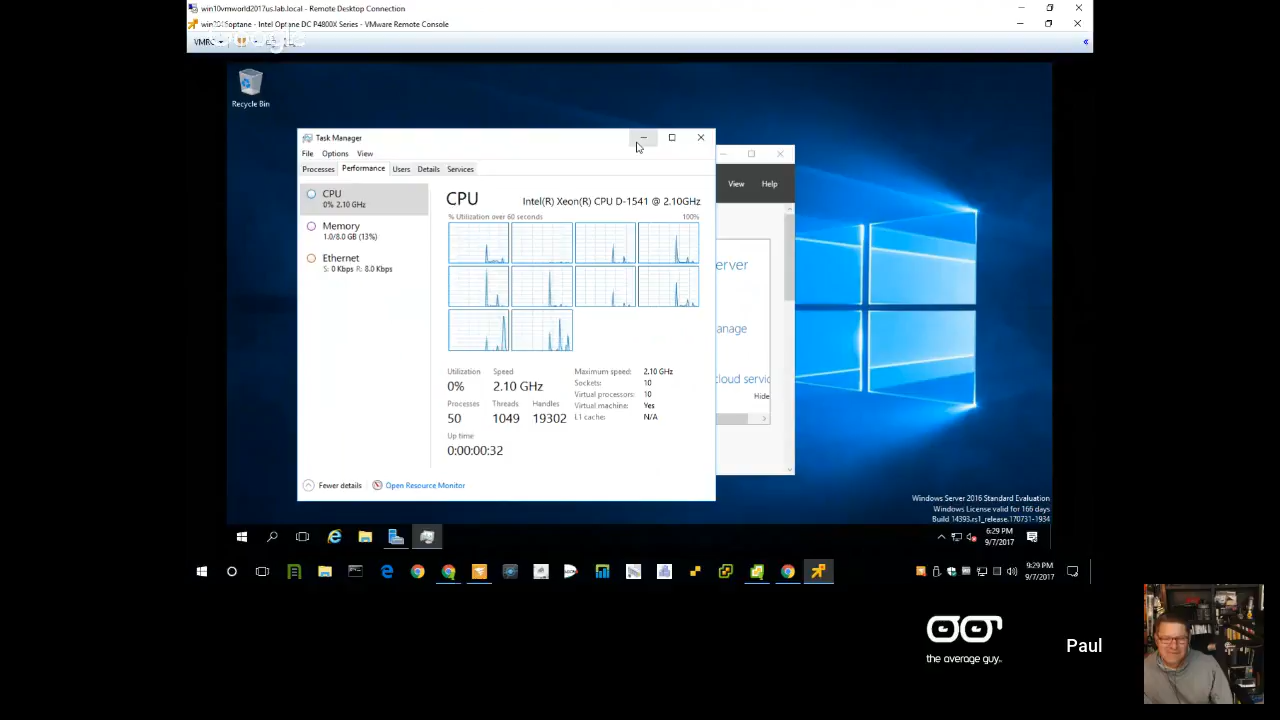 win10vmworld2017us.lab.local - Remote Desktop Connection
- Intel Optane DC P4800X Series - VMware Remote Console
VMRC
Recycle Bin
Task Manager
File Options View
Processes Performance Users Details Services
CPU
0% 2.10 GHz
Memory
1.0/8.0 GB (13%)
Ethernet
S: 0 Kbps R: 8.0 Kbps
CPU Intel(R) Xeon(R) CPU D-1541 @ 2.10GHz
% Utilization over 60 seconds 100%
Utilization Speed
0% 2.10 GHz
Processes Threads Handles
50 1049 19302
Up time
0:00:00:32
Maximum speed: 2.10 GHz
Sockets: 10
Virtual processors: 10
Virtual machine: Yes
L1 cache: N/A
Fewer details Open Resource Monitor
View Help
erver
anage
cloud servic
Hide
Windows Server 2016 Standard Evaluation
Windows License valid for 166 days
Build 14393.rs1_release.170731-1934
6:29 PM
9/7/2017
9:29 PM
9/7/2017
the average guy
Paul